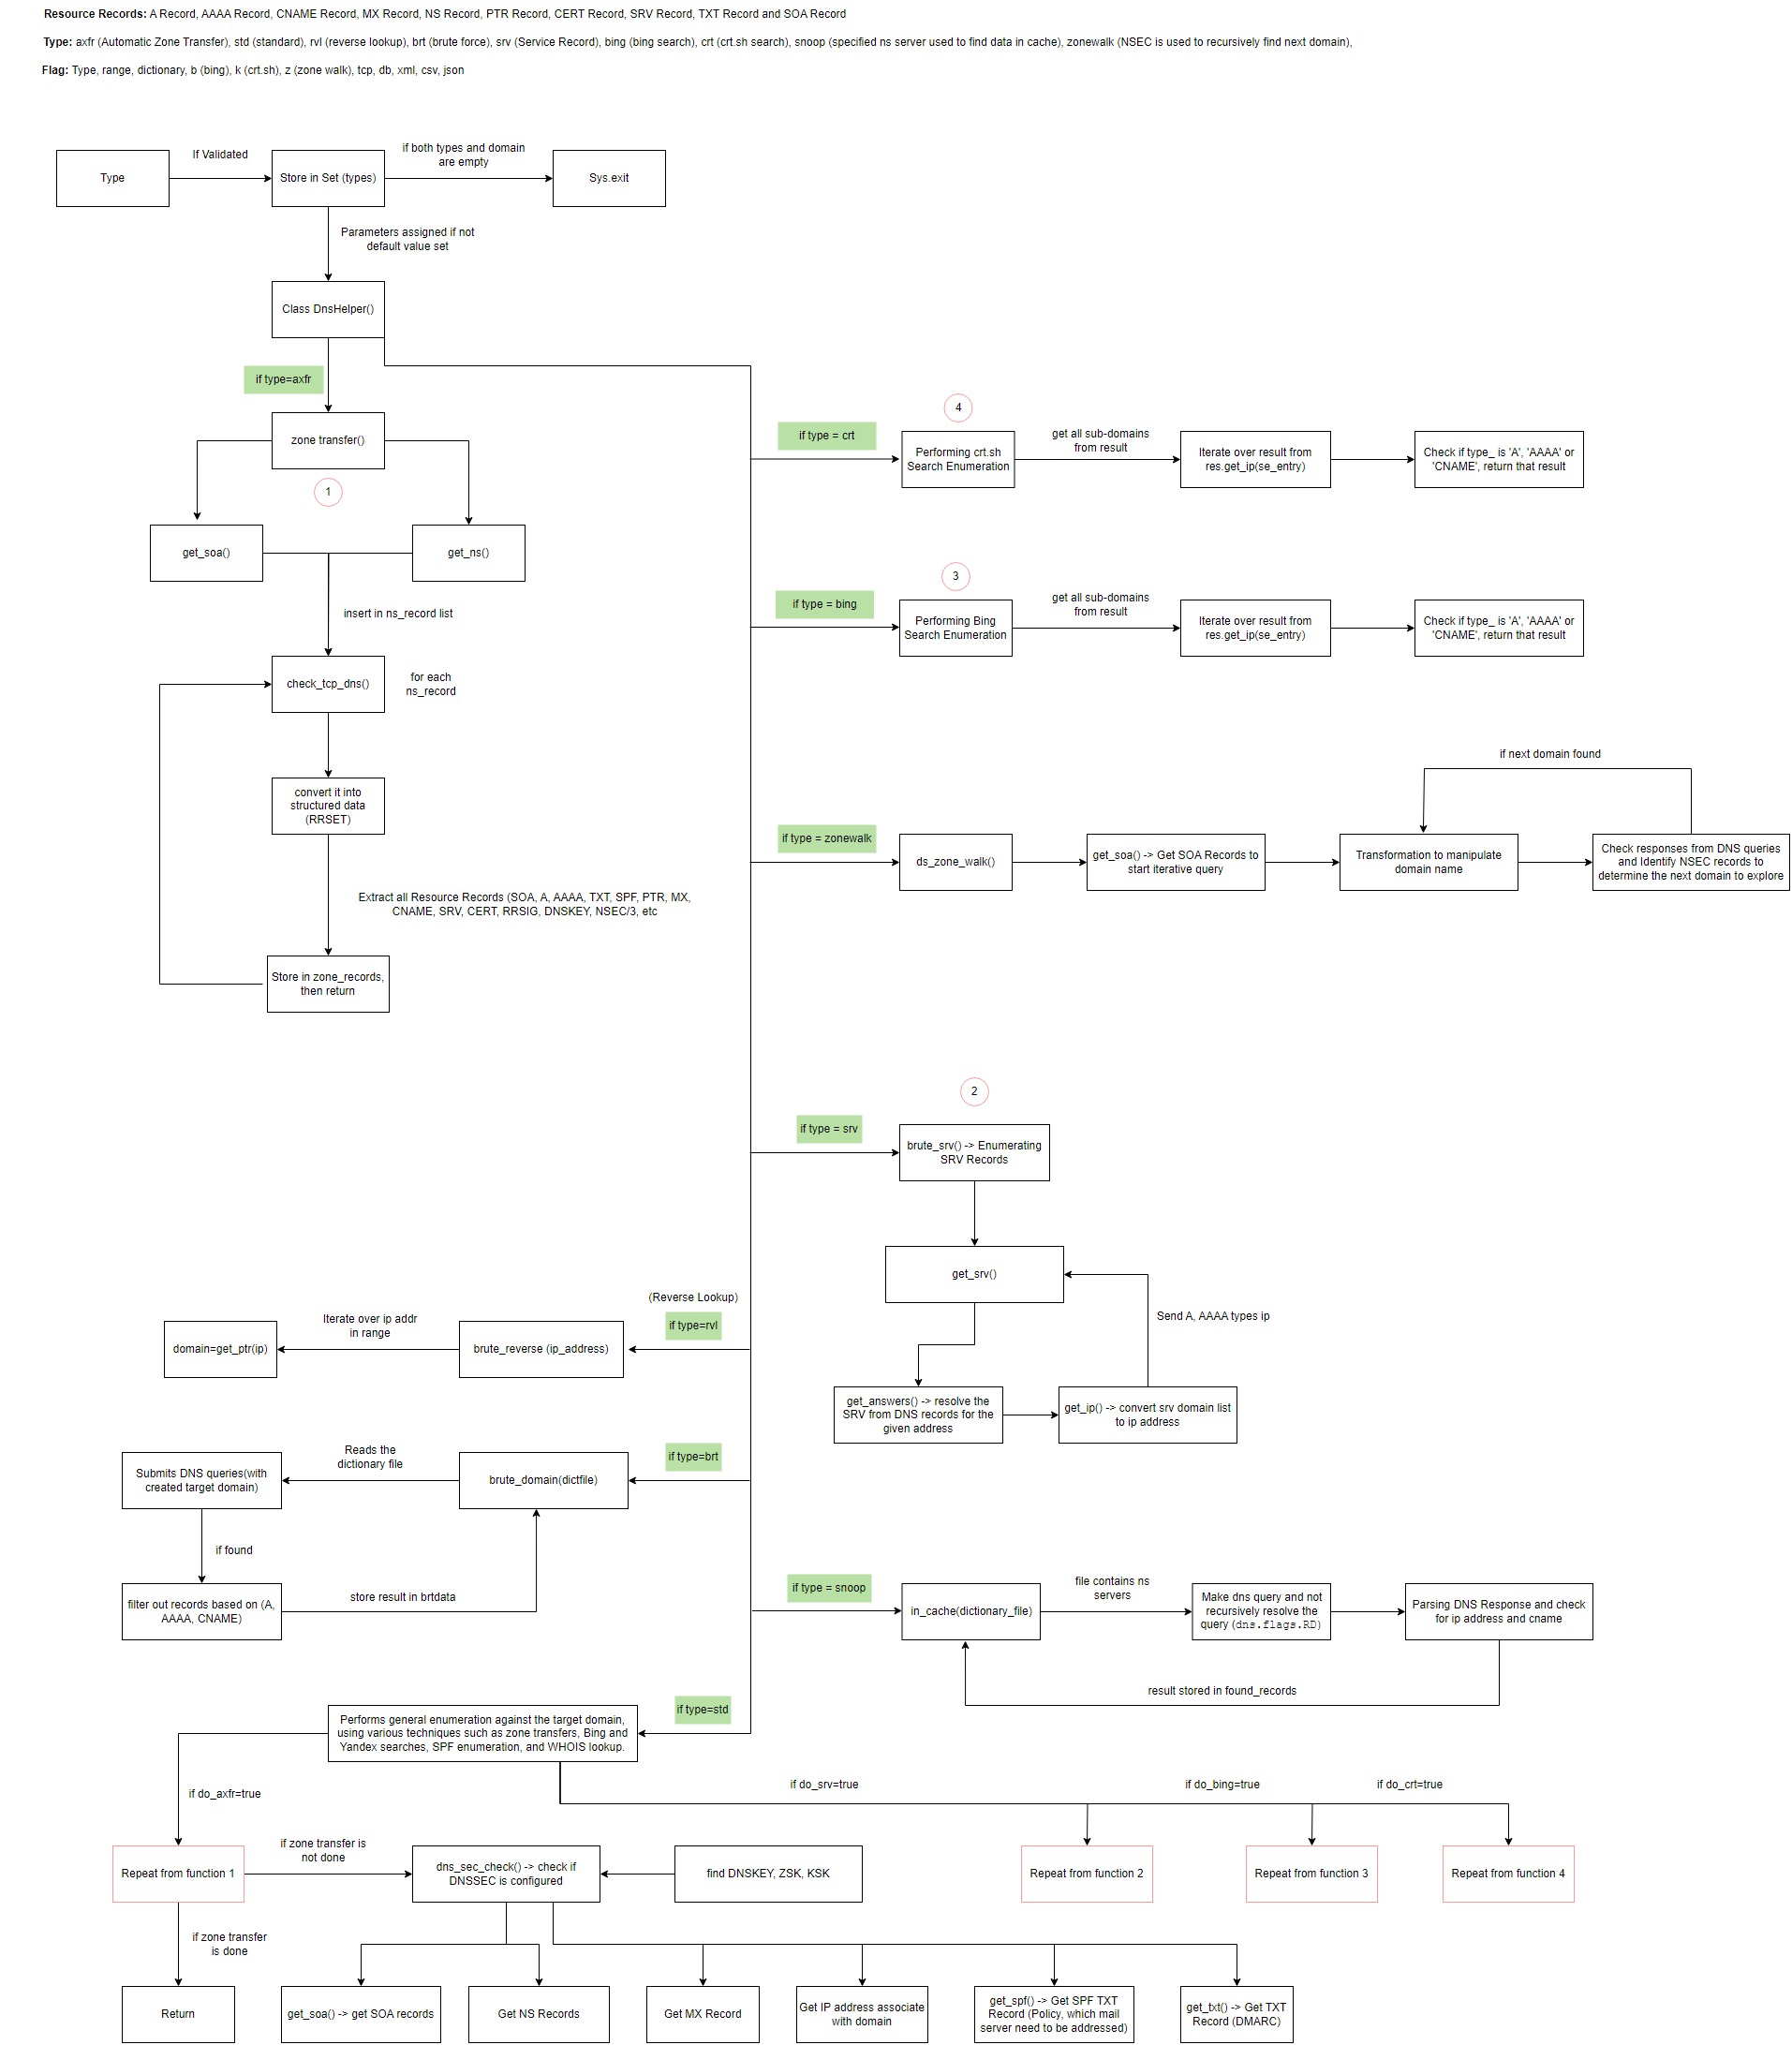 Resource Records: A Record, AAAA Record, CNAME Record, MX Record, NS Record, PTR Record, CERT Record, SRV Record, TXT Record and SOA Record
Type: axfr (Automatic Zone Transfer), std (standard), rvl (reverse lookup), brt (brute force), srv (Service Record), bing (bing search), crt (crt.sh search), snoop (specified ns server used to find data in cache), zonewalk (NSEC is used to recursively find next domain),
Flag: Type, range, dictionary, b (bing), k (crt.sh), z (zone walk), tcp, db, xml, csv, json
Type
If Validated
Store in Set (types)
if both types and domain
are empty
Sys.exit
Parameters assigned if not
default value set
Class DnsHelper()
if type=axfr
zone transfer()
1
get_soa()
get_ns()
insert in ns_record list
check_tcp_dns()
for each
ns_record
convert it into
structured data
(RRSET)
Extract all Resource Records (SOA, A, AAAA, TXT, SPF, PTR, MX,
CNAME, SRV, CERT, RRSIG, DNSKEY, NSEC/3, etc
Store in zone_records,
then return
if type = crt
4
Performing crt.sh
Search Enumeration
get all sub-domains
from result
Iterate over result from
res.get_ip(se_entry)
Check if type_ is 'A', 'AAAA' or
'CNAME', return that result
if type = bing
3
Performing Bing
Search Enumeration
get all sub-domains
from result
Iterate over result from
res.get_ip(se_entry)
Check if type_ is 'A', 'AAAA' or
'CNAME', return that result
if type = zonewalk
ds_zone_walk()
get_soa() -> Get SOA Records to
start iterative query
Transformation to manipulate
domain name
if next domain found
Check responses from DNS queries
and Identify NSEC records to
determine the next domain to explore
if type = srv
2
brute_srv() -> Enumerating
SRV Records
get_srv()
Send A, AAAA types ip
get_answers() -> resolve the
SRV from DNS records for the
given address
get_ip() -> convert srv domain list
to ip address
(Reverse Lookup)
if type=rvl
brute_reverse (ip_address)
Iterate over ip addr
in range
domain=get_ptr(ip)
if type=brt
brute_domain(dictfile)
Reads the
dictionary file
Submits DNS queries(with
created target domain)
if found
filter out records based on (A,
AAAA, CNAME)
store result in brtdata
if type = snoop
in_cache(dictionary_file)
file contains ns
servers
Make dns query and not
recursively resolve the
query (dns.flags.RD)
Parsing DNS Response and check
for ip address and cname
result stored in found_records
if type=std
Performs general enumeration against the target domain,
using various techniques such as zone transfers, Bing and
Yandex searches, SPF enumeration, and WHOIS lookup.
if do_axfr=true
if do_srv=true
if do_bing=true
if do_crt=true
Repeat from function 1
if zone transfer is
not done
dns_sec_check() -> check if
DNSSEC is configured
find DNSKEY, ZSK, KSK
Repeat from function 2
Repeat from function 3
Repeat from function 4
if zone transfer
is done
Return
get_soa() -> get SOA records
Get NS Records
Get MX Record
Get IP address associate
with domain
get_spf() -> Get SPF TXT
Record (Policy, which mail
server need to be addressed)
get_txt() -> Get TXT
Record (DMARC)